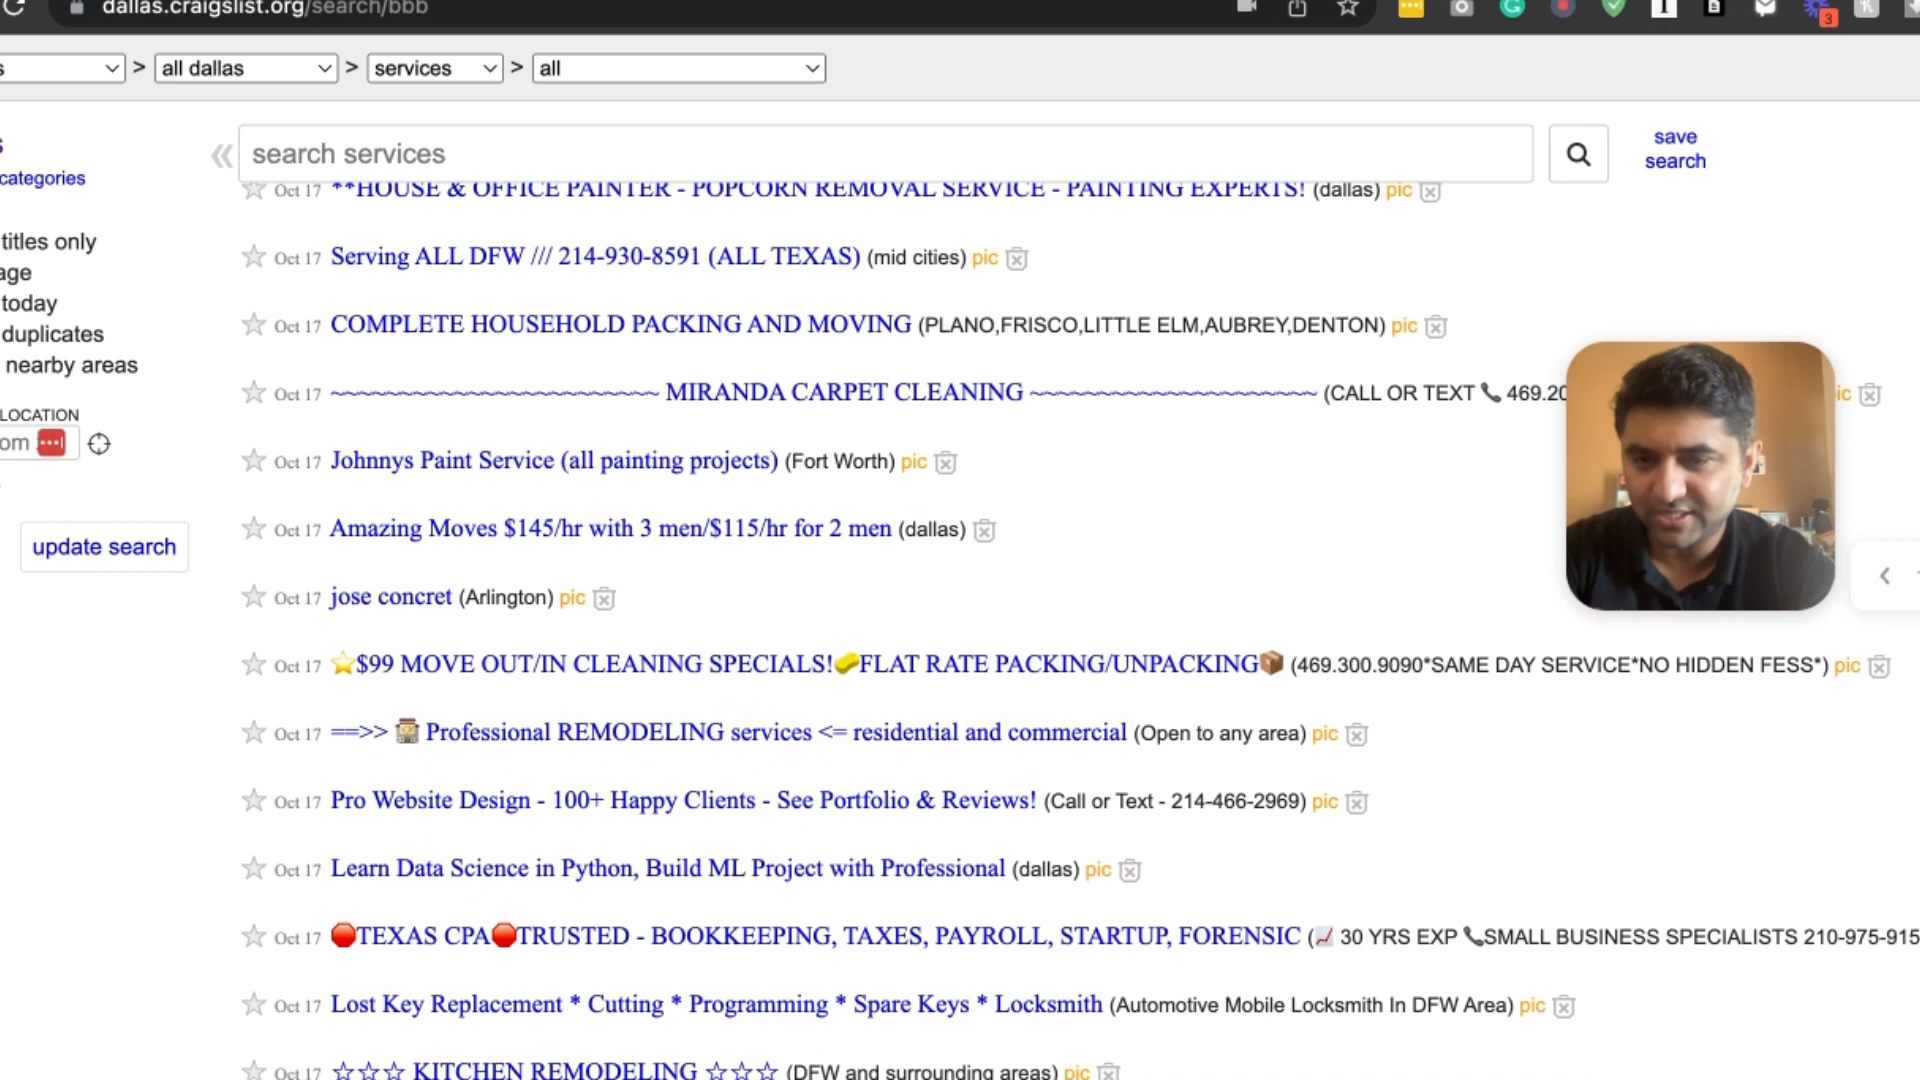 dallas.craigslist.org/search/bbb
3
s > all dallas > services > all
search services
save
search
s
categories
titles only
age
today
duplicates
nearby areas
LOCATION
om
update search
Oct 17 **HOUSE & OFFICE PAINTER - POPCORN REMOVAL SERVICE - PAINTING EXPERTS! (dallas) pic
Oct 17 Serving ALL DFW /// 214-930-8591 (ALL TEXAS) (mid cities) pic
Oct 17 COMPLETE HOUSEHOLD PACKING AND MOVING (PLANO,FRISCO,LITTLE ELM,AUBREY,DENTON) pic
Oct 17 ~~~~~~~~~~~~~~~~~~~~~~~ MIRANDA CARPET CLEANING ~~~~~~~~~~~~~~~~~~~~ (CALL OR TEXT 📞 469.20 ic
Oct 17 Johnnys Paint Service (all painting projects) (Fort Worth) pic
Oct 17 Amazing Moves $145/hr with 3 men/$115/hr for 2 men (dallas)
Oct 17 jose concret (Arlington) pic
Oct 17 ⭐$99 MOVE OUT/IN CLEANING SPECIALS!🧽FLAT RATE PACKING/UNPACKING📦 (469.300.9090*SAME DAY SERVICE*NO HIDDEN FESS*) pic
Oct 17 ==>> 🏤 Professional REMODELING services <= residential and commercial (Open to any area) pic
Oct 17 Pro Website Design - 100+ Happy Clients - See Portfolio & Reviews! (Call or Text - 214-466-2969) pic
Oct 17 Learn Data Science in Python, Build ML Project with Professional (dallas) pic
Oct 17 🛑TEXAS CPA🛑TRUSTED - BOOKKEEPING, TAXES, PAYROLL, STARTUP, FORENSIC (📈 30 YRS EXP 📞SMALL BUSINESS SPECIALISTS 210-975-915
Oct 17 Lost Key Replacement * Cutting * Programming * Spare Keys * Locksmith (Automotive Mobile Locksmith In DFW Area) pic
Oct 17 ☆☆☆ KITCHEN REMODELING ☆☆☆ (DFW and surrounding areas) pic